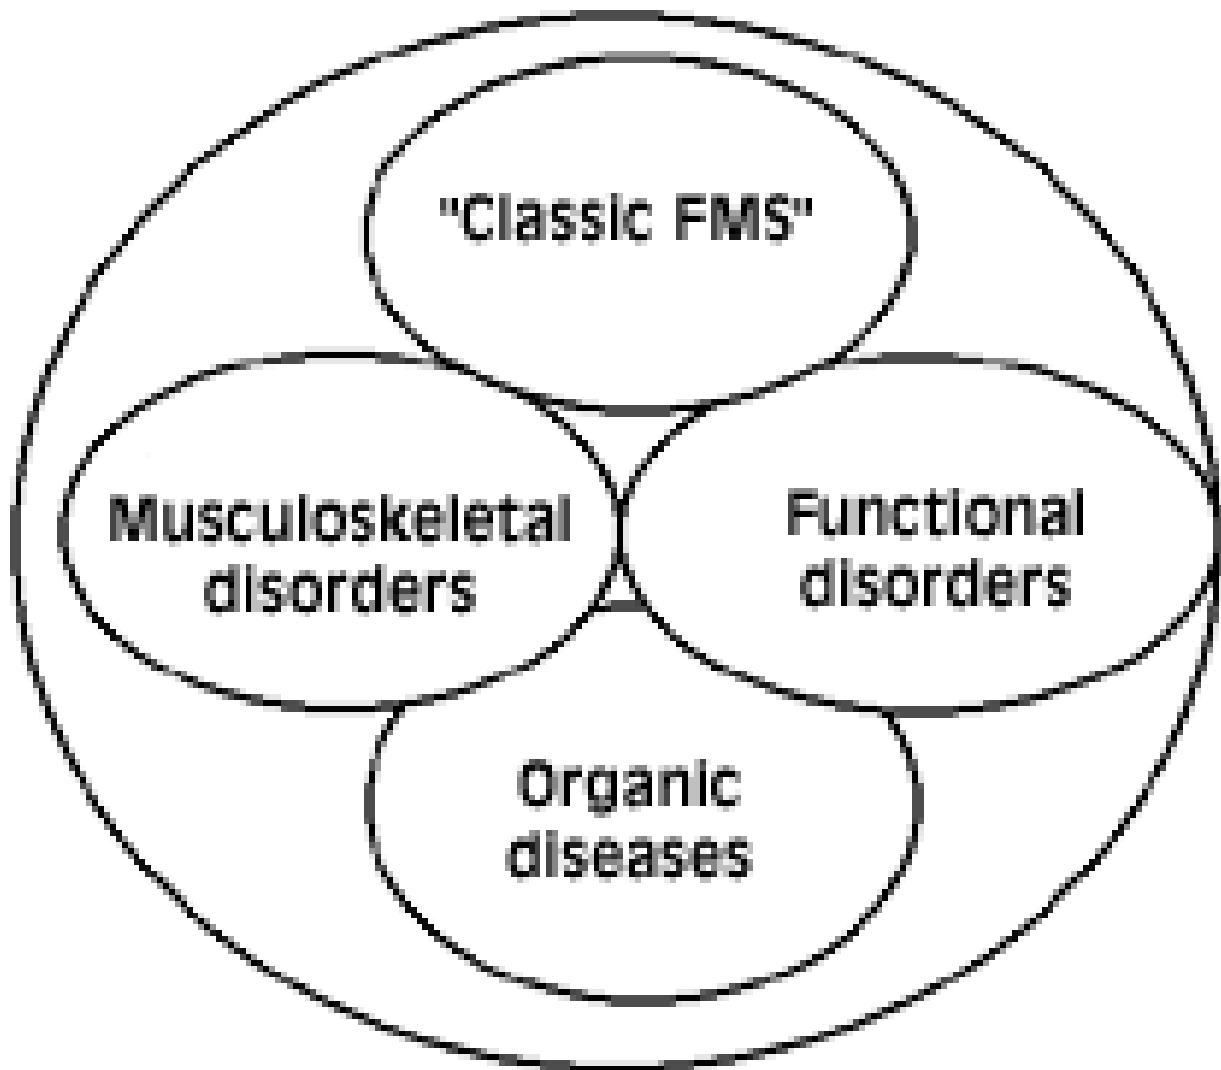 "Classic FMS"
Musculoskeletal
disorders
Functional
disorders
Organic
diseases